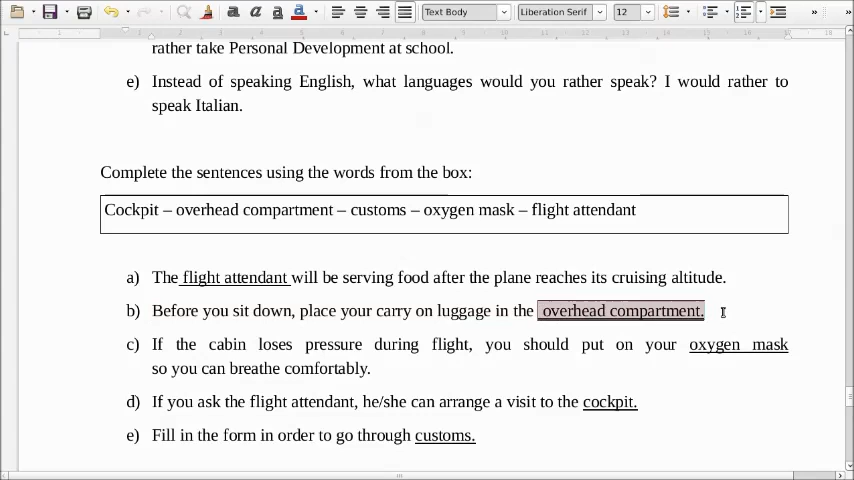 Text Body
Liberation Serif
12
rather take Personal Development at school.
e) Instead of speaking English, what languages would you rather speak? I would rather to
speak Italian.
Complete the sentences using the words from the box:
Cockpit – overhead compartment – customs – oxygen mask – flight attendant
a) The flight attendant will be serving food after the plane reaches its cruising altitude.
b) Before you sit down, place your carry on luggage in the overhead compartment.
c) If the cabin loses pressure during flight, you should put on your oxygen mask
so you can breathe comfortably.
d) If you ask the flight attendant, he/she can arrange a visit to the cockpit.
e) Fill in the form in order to go through customs.